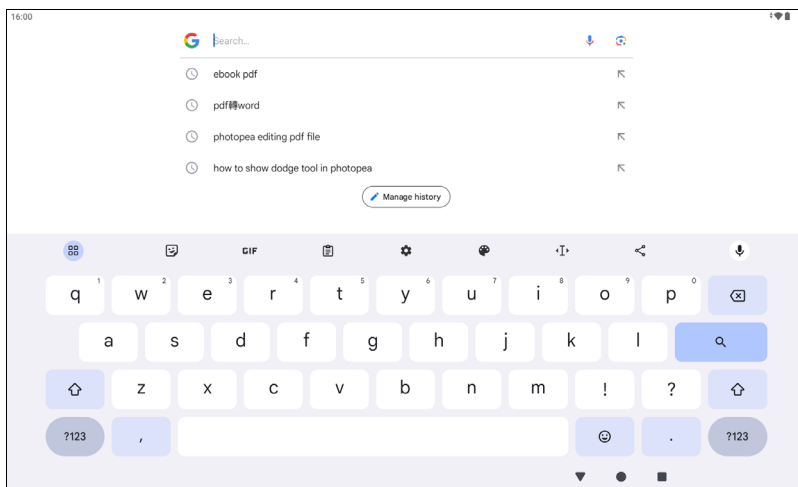 16:00
Search...
ebook pdf
pdf轉word
photopea editing pdf file
how to show dodge tool in photopea
Manage history
GIF
q 1 w 2 e 3 r 4 t 5 y 6 u 7 i 8 o 9 p 0
a s d f g h j k l
z x c v b n m ! ?
?123 , . ?123